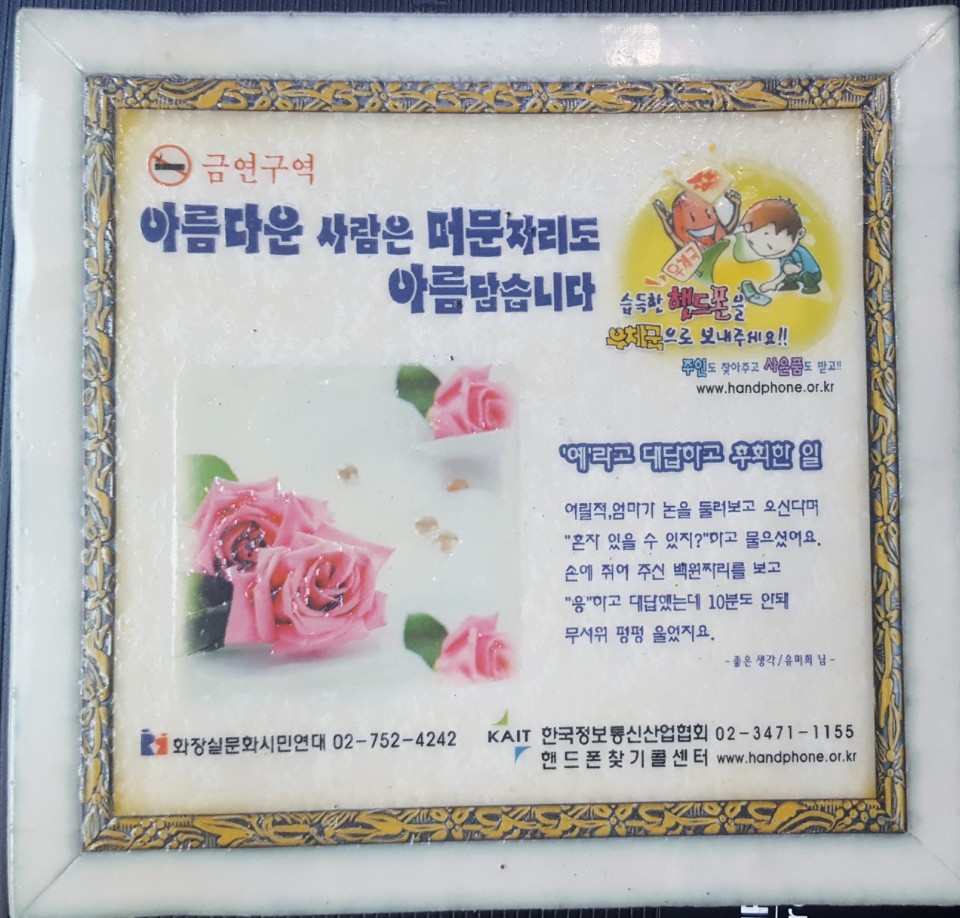 금연구역
아름다운 사람은 머문자리도
아름답습니다
습득한 핸드폰을
우체국으로 보내주세요!!
주인도 찾아주고 사은품도 받고!!
www.handphone.or.kr
'예'라고 대답하고 후회한 일
어릴적,엄마가 논을 둘러보고 오신다며
"혼자 있을 수 있지?"하고 물으셨어요.
손에 쥐어 주신 백원짜리를 보고
"응"하고 대답했는데 10분도 안돼
무서워 펑펑 울었지요.
- 좋은 생각/유미희 님 -
화장실문화시민연대 02-752-4242
KAIT 한국정보통신산업협회 02-3471-1155
핸드폰찾기콜센터 www.handphone.or.kr